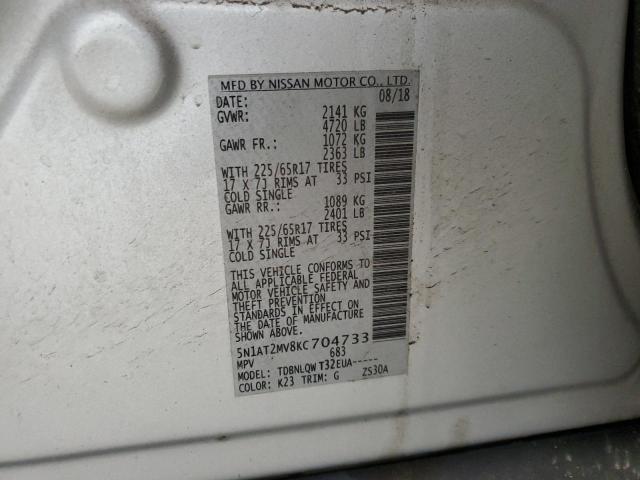 MFD BY NISSAN MOTOR CO., LTD.
DATE: 08/18
GVWR: 2141 KG
4720 LB
GAWR FR.: 1072 KG
2363 LB
WITH 225/65R17 TIRES
17 X 7J RIMS AT 33 PSI
COLD SINGLE
GAWR RR.: 1089 KG
2401 LB
WITH 225/65R17 TIRES
17 X 7J RIMS AT 33 PSI
COLD SINGLE
THIS VEHICLE CONFORMS TO
ALL APPLICABLE FEDERAL
MOTOR VEHICLE SAFETY AND
THEFT PREVENTION
STANDARDS IN EFFECT ON
THE DATE OF MANUFACTURE
SHOWN ABOVE.
5N1AT2MV8KC704733
MPV 683
MODEL: TDBNLQW T32EUA-----
COLOR: K23 TRIM: G ZS30A